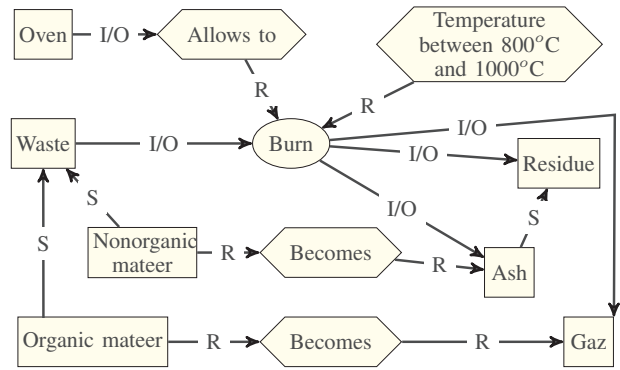 Oven
I/O
Allows to
Temperature
between 800°C
and 1000°C
R
R
Waste
I/O
Burn
I/O
I/O
Residue
S
S
I/O
S
Nonorganic
mateer
R
Becomes
R
Ash
Organic mateer
R
Becomes
R
Gaz